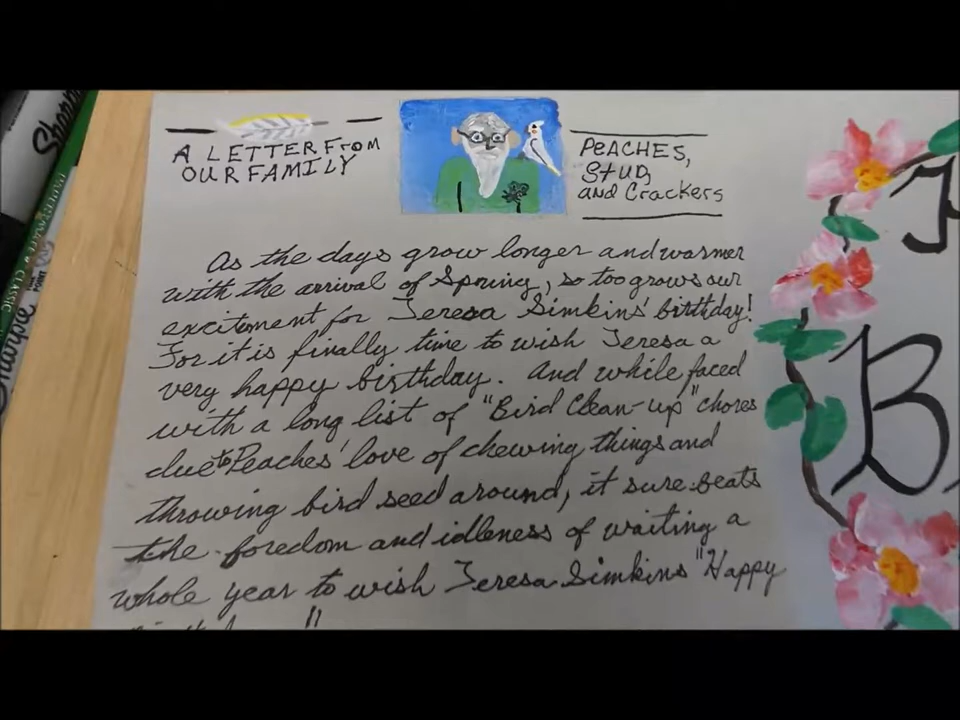 A LETTER FROM
OUR FAMILY
PEACHES,
STUD,
and Crackers
As the days grow longer and warmer
with the arrival of Spring, so too grows our
excitement for Teresa Simkins' birthday!
For it is finally time to wish Teresa a
very happy birthday. And while faced
with a long list of "Bird Clean-up" chores
due to Peaches' love of chewing things and
throwing bird seed around, it sure beats
the foredom and idleness of waiting a
whole year to wish Teresa Simkins "Happy
H
B
Sharpie